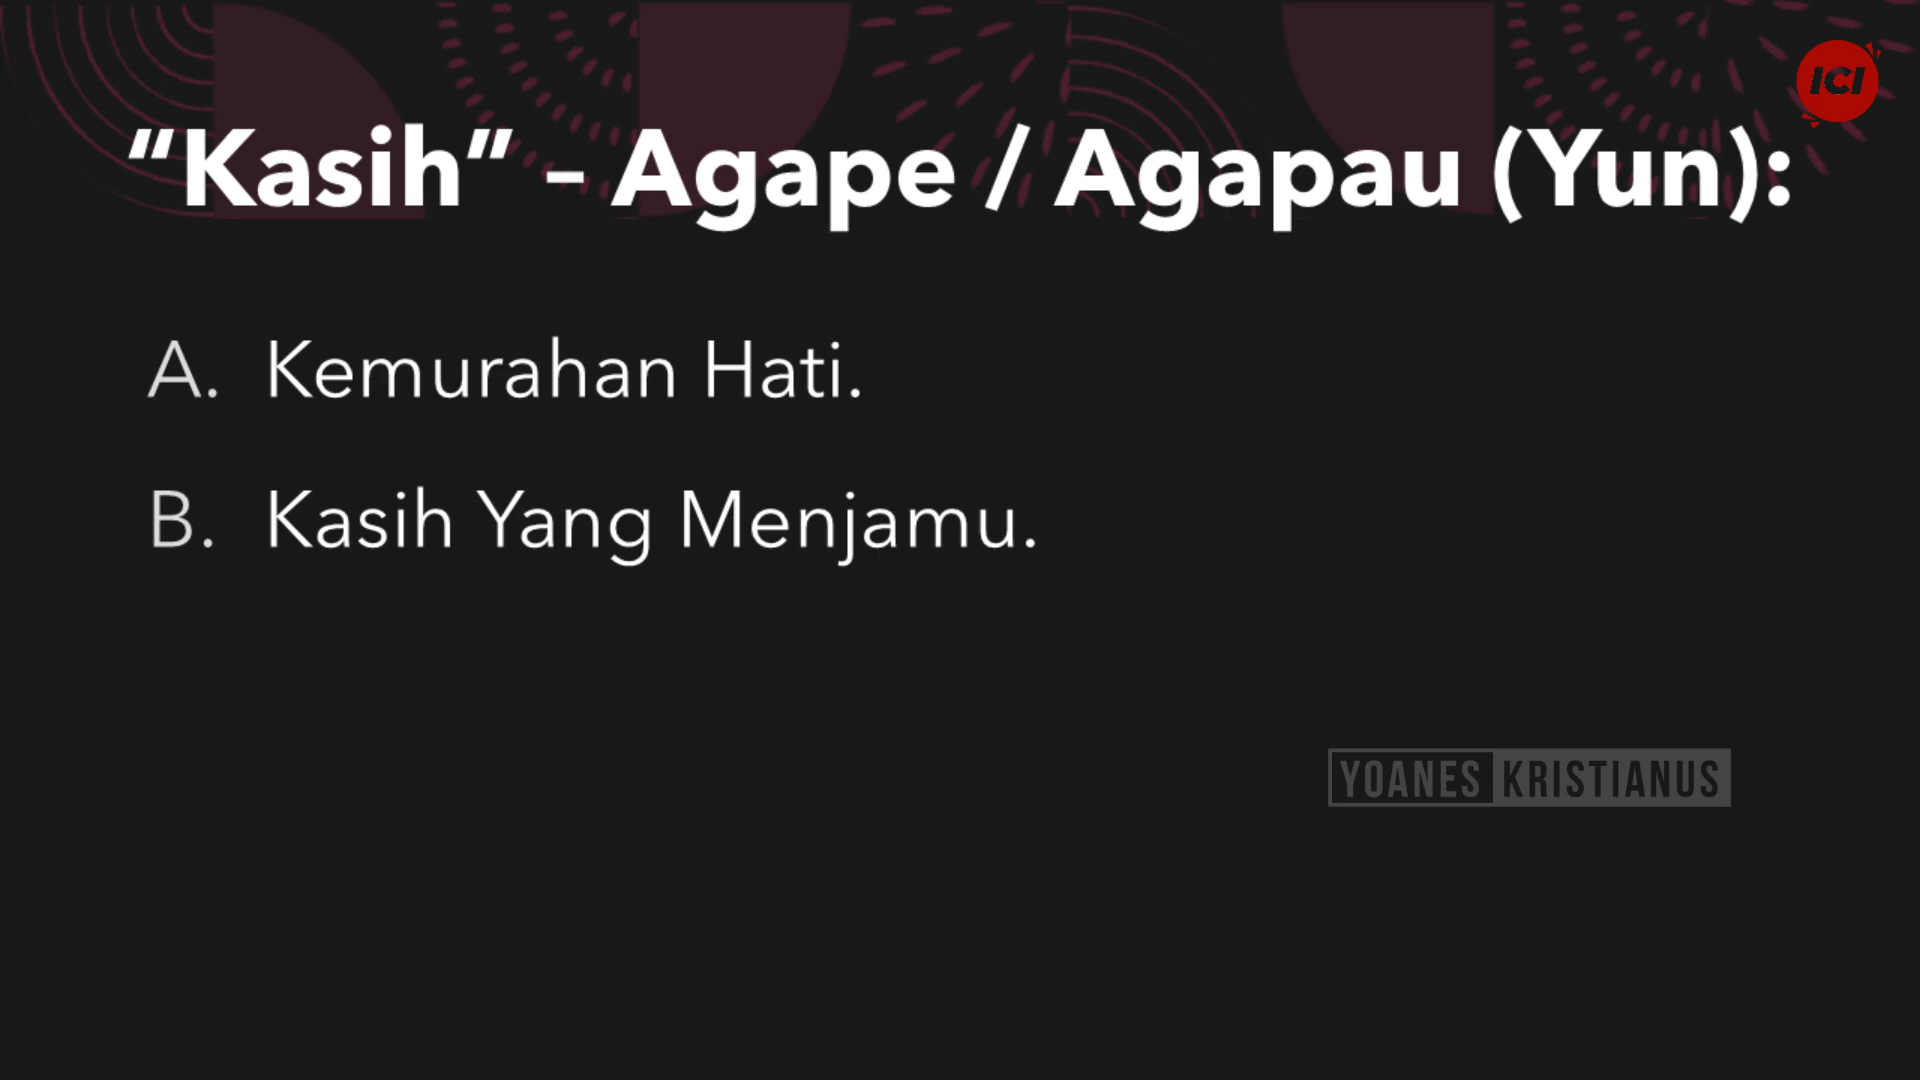 ICI
“Kasih” – Agape / Agapau (Yun):
A. Kemurahan Hati.
B. Kasih Yang Menjamu.
YOANES KRISTIANUS